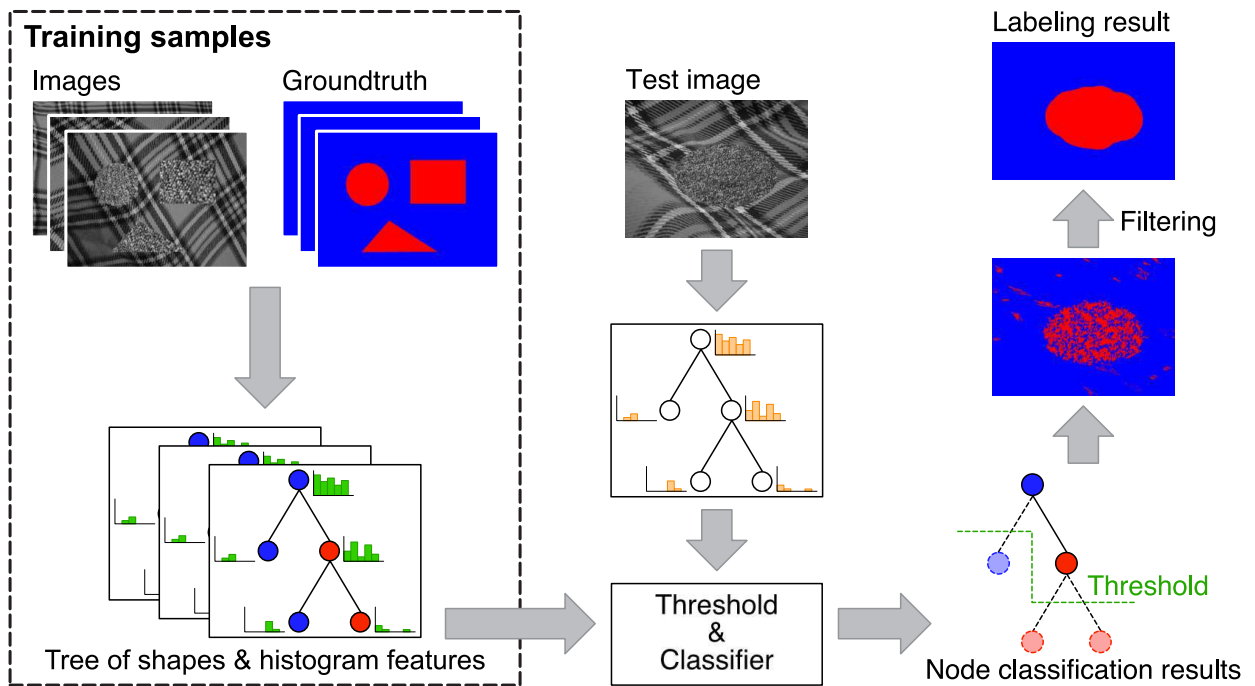 Training samples
Images
Groundtruth
Tree of shapes & histogram features
Test image
Threshold
&
Classifier
Labeling result
Filtering
Threshold
Node classification results